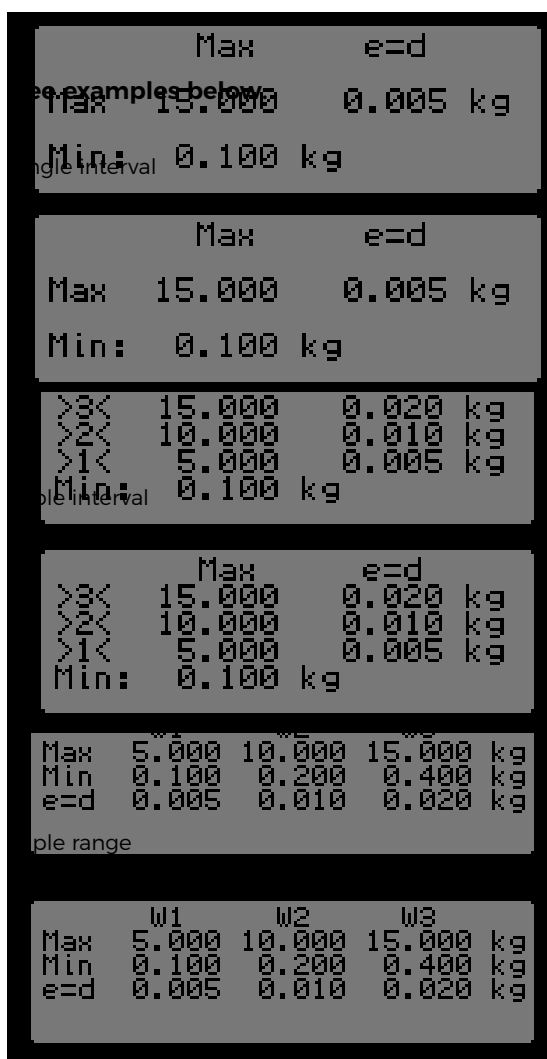 Max e=d
ee examples below.
Max 15.000 0.005 kg
Min: 0.100 kg
ngle interval
Max e=d
Max 15.000 0.005 kg
Min: 0.100 kg
>3< 15.000 0.020 kg
>2< 10.000 0.010 kg
>1< 5.000 0.005 kg
Min: 0.100 kg
ple interval
Max e=d
>3< 15.000 0.020 kg
>2< 10.000 0.010 kg
>1< 5.000 0.005 kg
Min: 0.100 kg
W1 W2 W3
Max 5.000 10.000 15.000 kg
Min 0.100 0.200 0.400 kg
e=d 0.005 0.010 0.020 kg
ple range
W1 W2 W3
Max 5.000 10.000 15.000 kg
Min 0.100 0.200 0.400 kg
e=d 0.005 0.010 0.020 kg